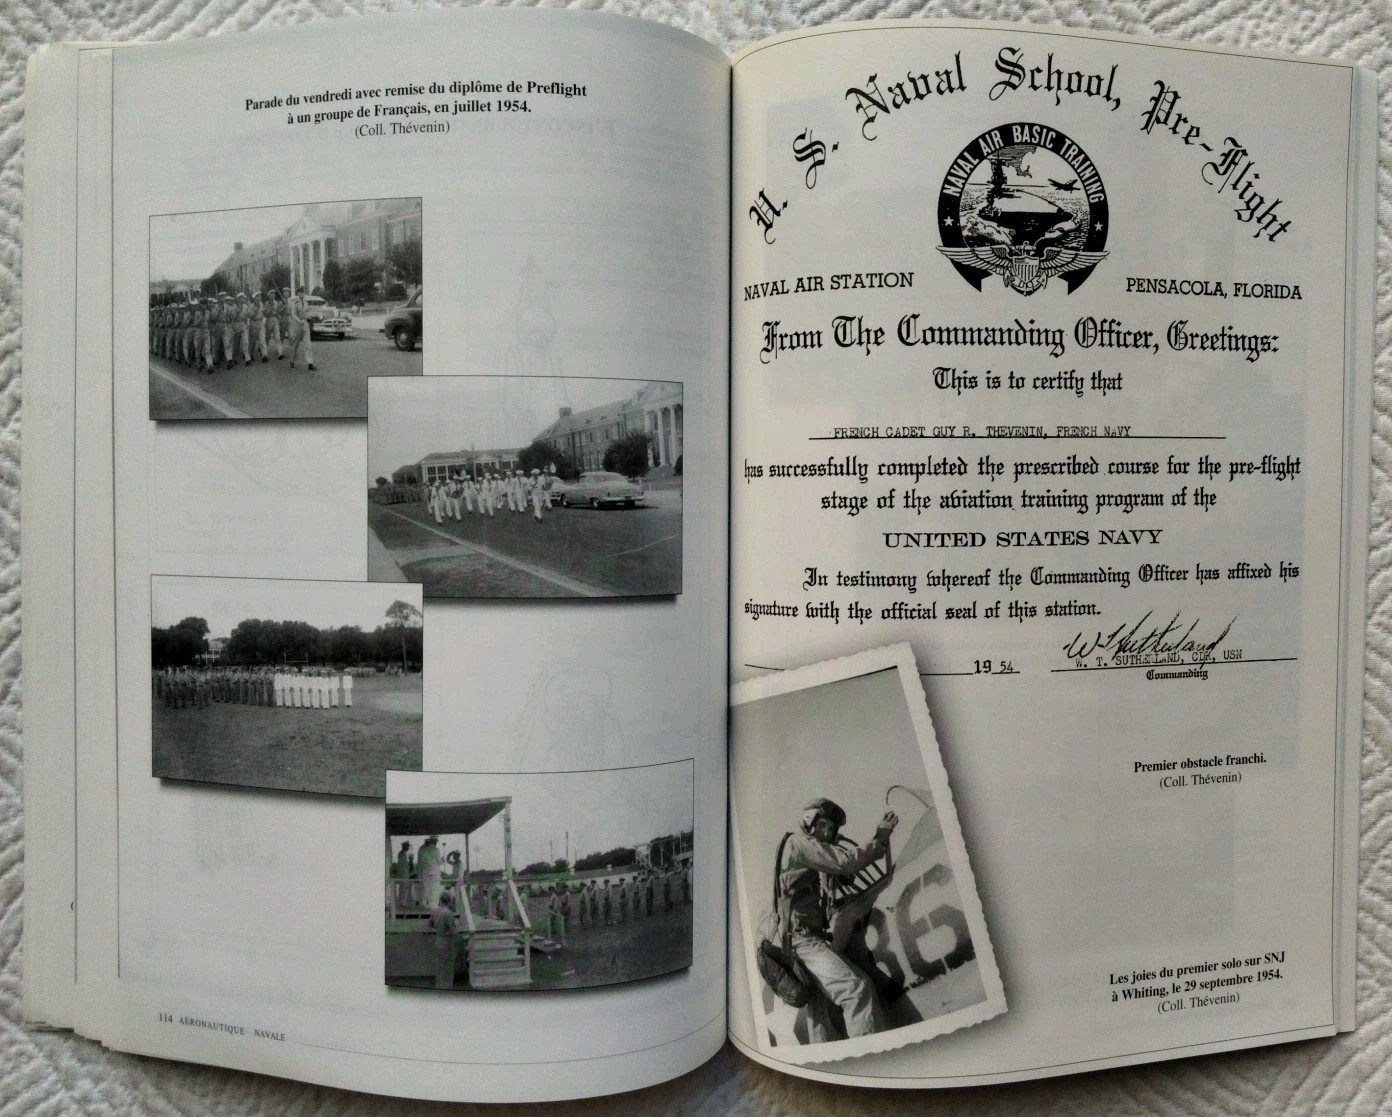 Parade du vendredi avec remise du diplôme de Preflight
à un groupe de Français, en juillet 1954.
(Coll. Thévenin)
114 AÉRONAUTIQUE NAVALE
U. S. Naval School, Pre-Flight
NAVAL AIR BASIC TRAINING
NAVAL AIR STATION
PENSACOLA, FLORIDA
From The Commanding Officer, Greetings:
This is to certify that
FRENCH CADET GUY R. THEVENIN, FRENCH NAVY
has successfully completed the prescribed course for the pre-flight
stage of the aviation training program of the
UNITED STATES NAVY
In testimony whereof the Commanding Officer has affixed his
signature with the official seal of this station.
19 54
W T Sutherland
W. T. SUTHERLAND, CDR, USN
Commanding
Premier obstacle franchi.
(Coll. Thévenin)
86
Les joies du premier solo sur SNJ
à Whiting, le 29 septembre 1954.
(Coll. Thévenin)